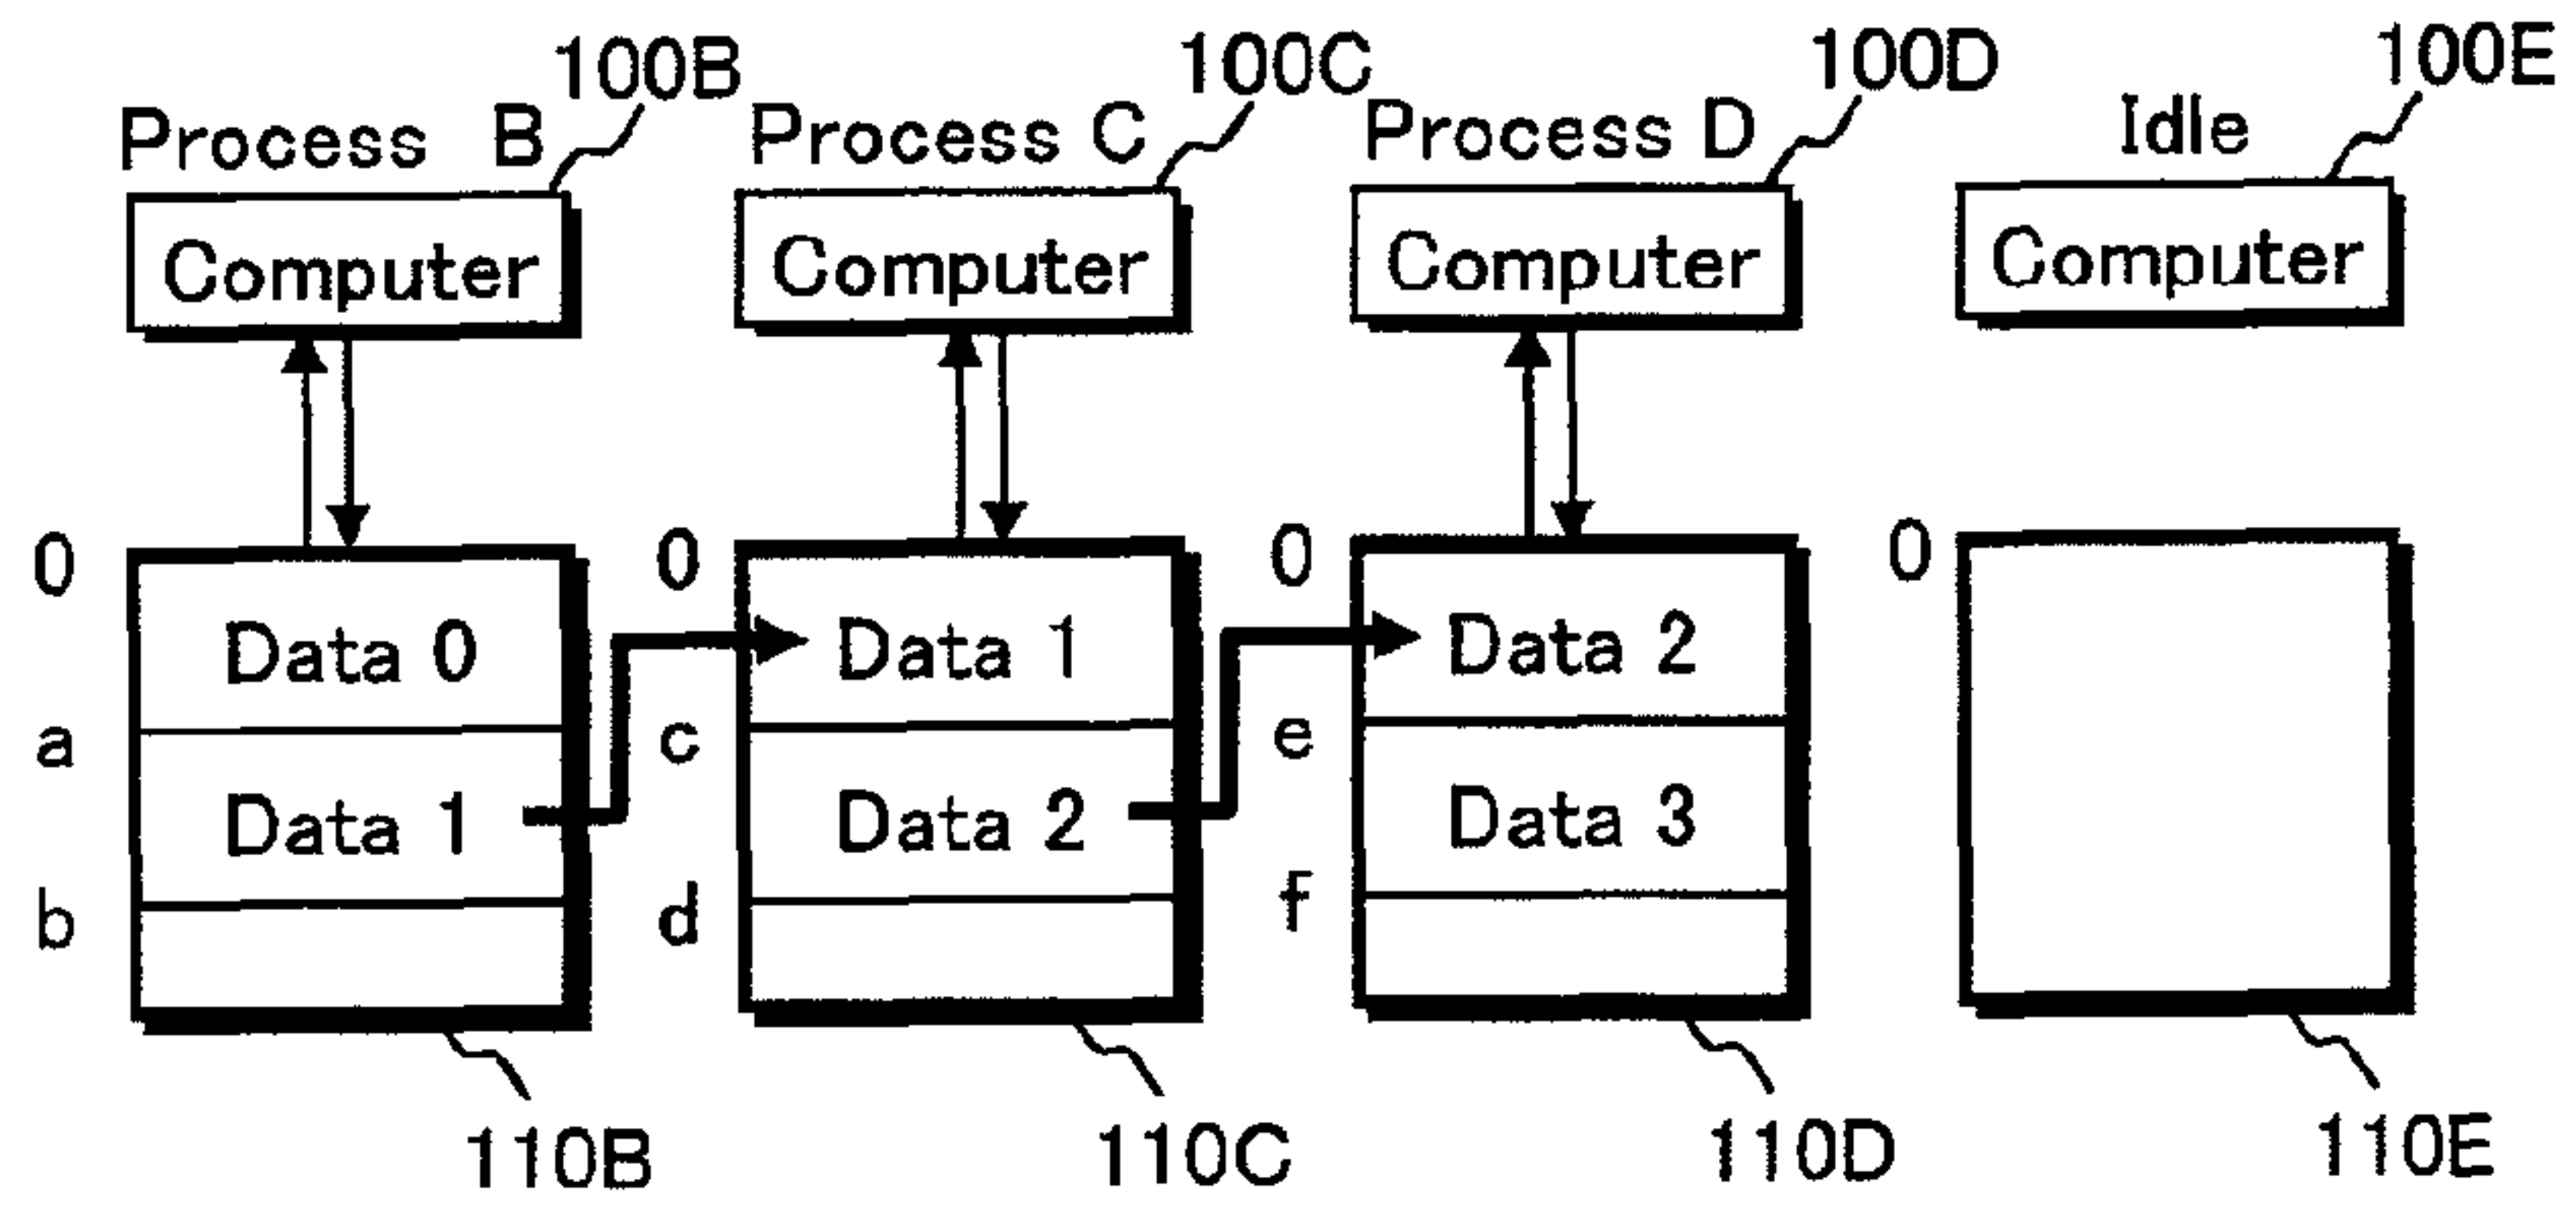 100B 100C 100D 100E
Process B Process C Process D Idle
Computer Computer Computer Computer
0 0 0 0
Data 0 Data 1 Data 2
a c e
Data 1 Data 2 Data 3
b d f
110B 110C 110D 110E